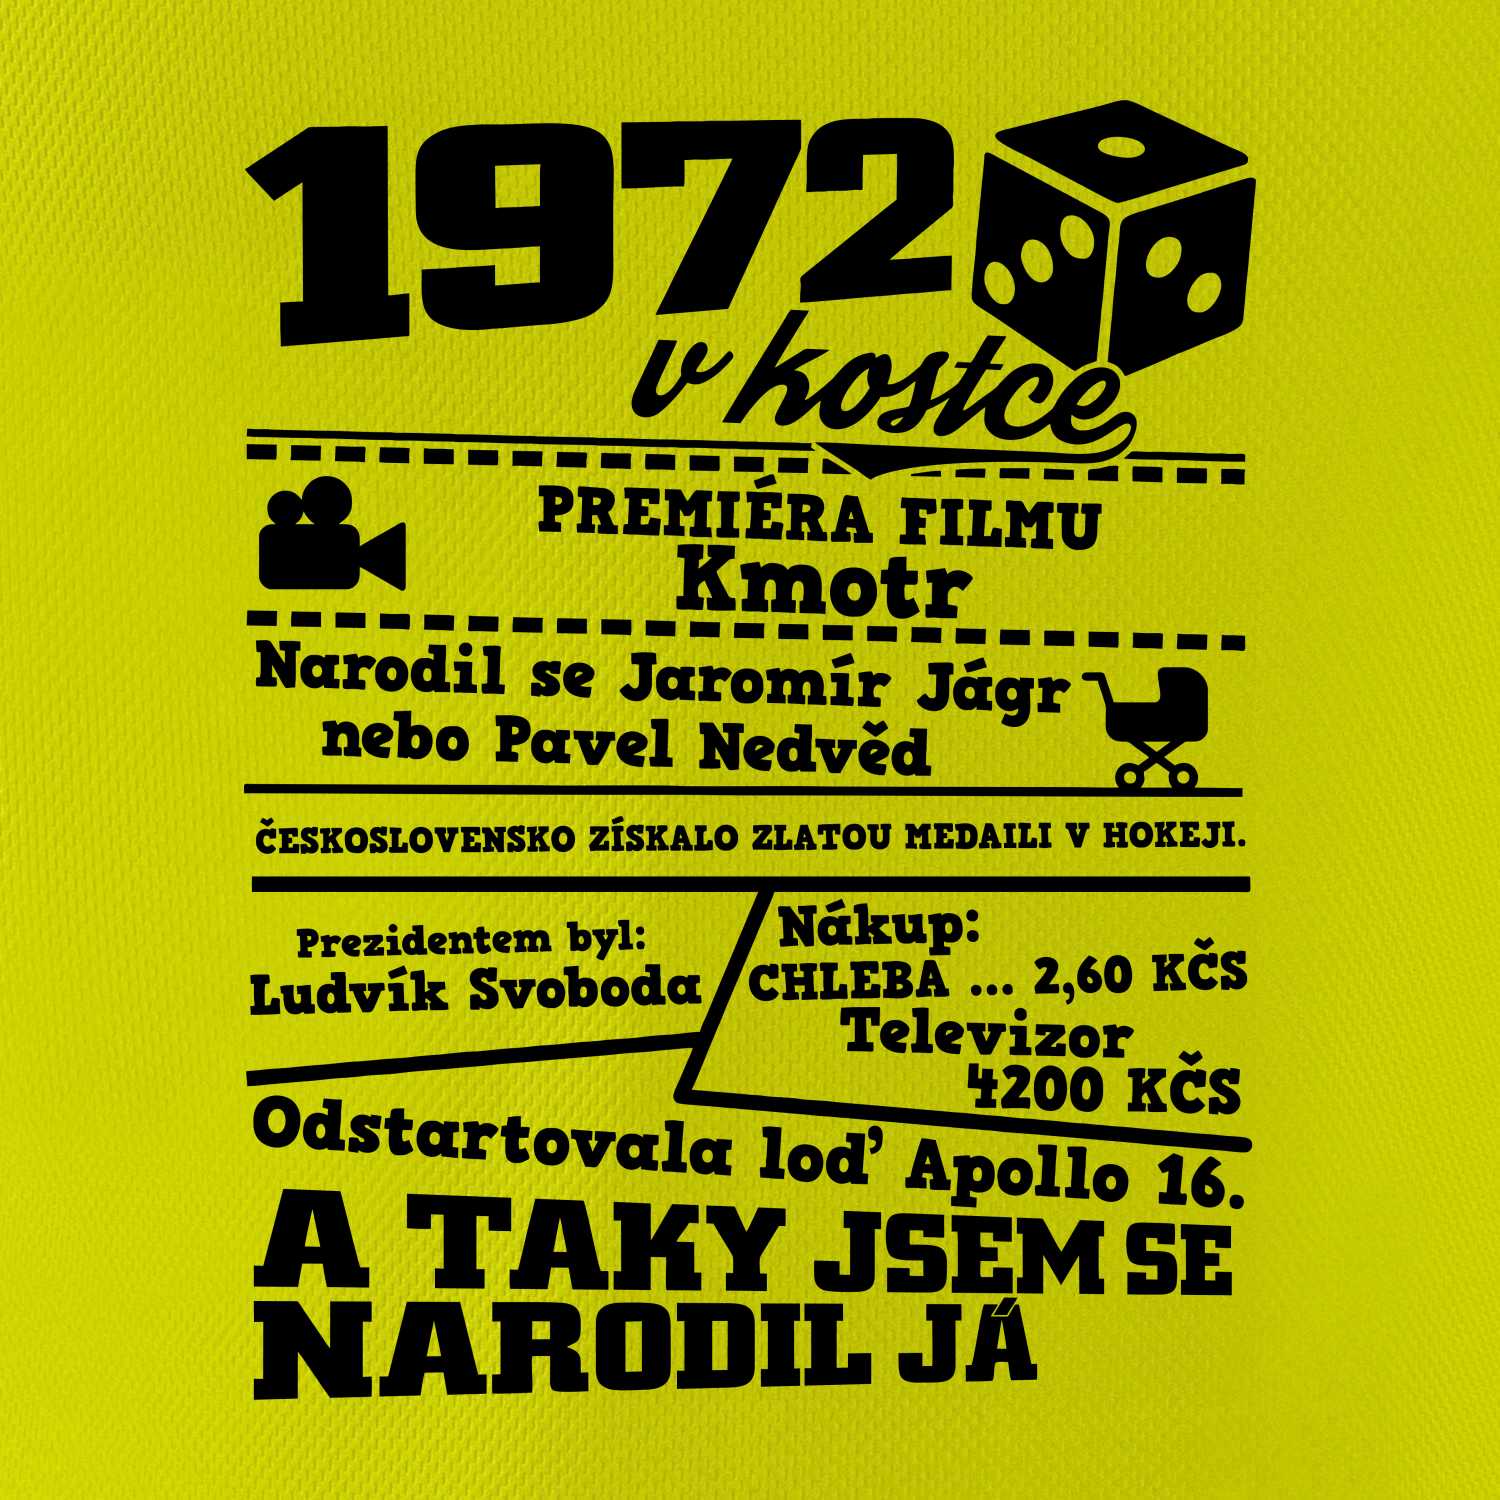 1972
v kostce
PREMIÉRA FILMU
Kmotr
Narodil se Jaromír Jágr
nebo Pavel Nedvěd
ČESKOSLOVENSKO ZÍSKALO ZLATOU MEDAILI V HOKEJI.
Prezidentem byl:
Ludvík Svoboda
Nákup:
CHLEBA ... 2,60 KČS
Televizor
4200 KČS
Odstartovala loď Apollo 16.
A TAKY JSEM SE
NARODIL JÁ